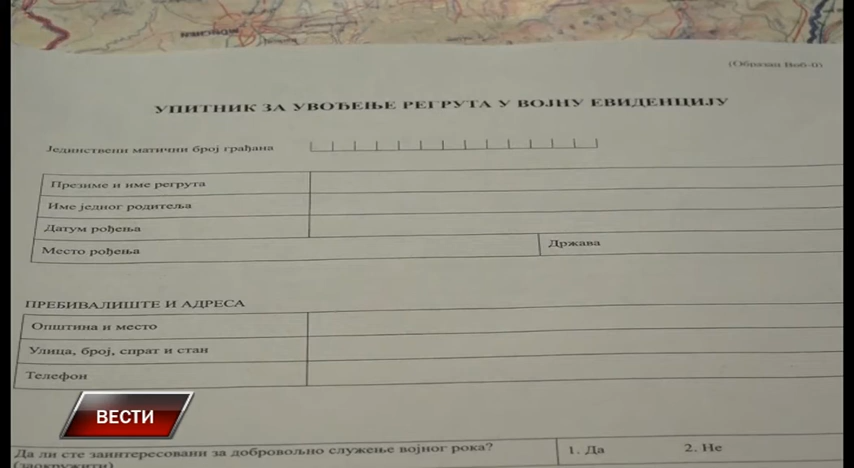 (Образац Воб-0)
УПИТНИК ЗА УВОЂЕЊЕ РЕГРУТА У ВОЈНУ ЕВИДЕНЦИЈУ
Јединствени матични број грађана
Презиме и име регрута
Име једног родитеља
Датум рођења
Место рођења Држава
ПРЕБИВАЛИШТЕ И АДРЕСА
Општина и место
Улица, број, спрат и стан
Телефон
ВЕСТИ
Да ли сте заинтересовани за добровољно служење војног рока? 1. Да 2. Не
(заокружити)